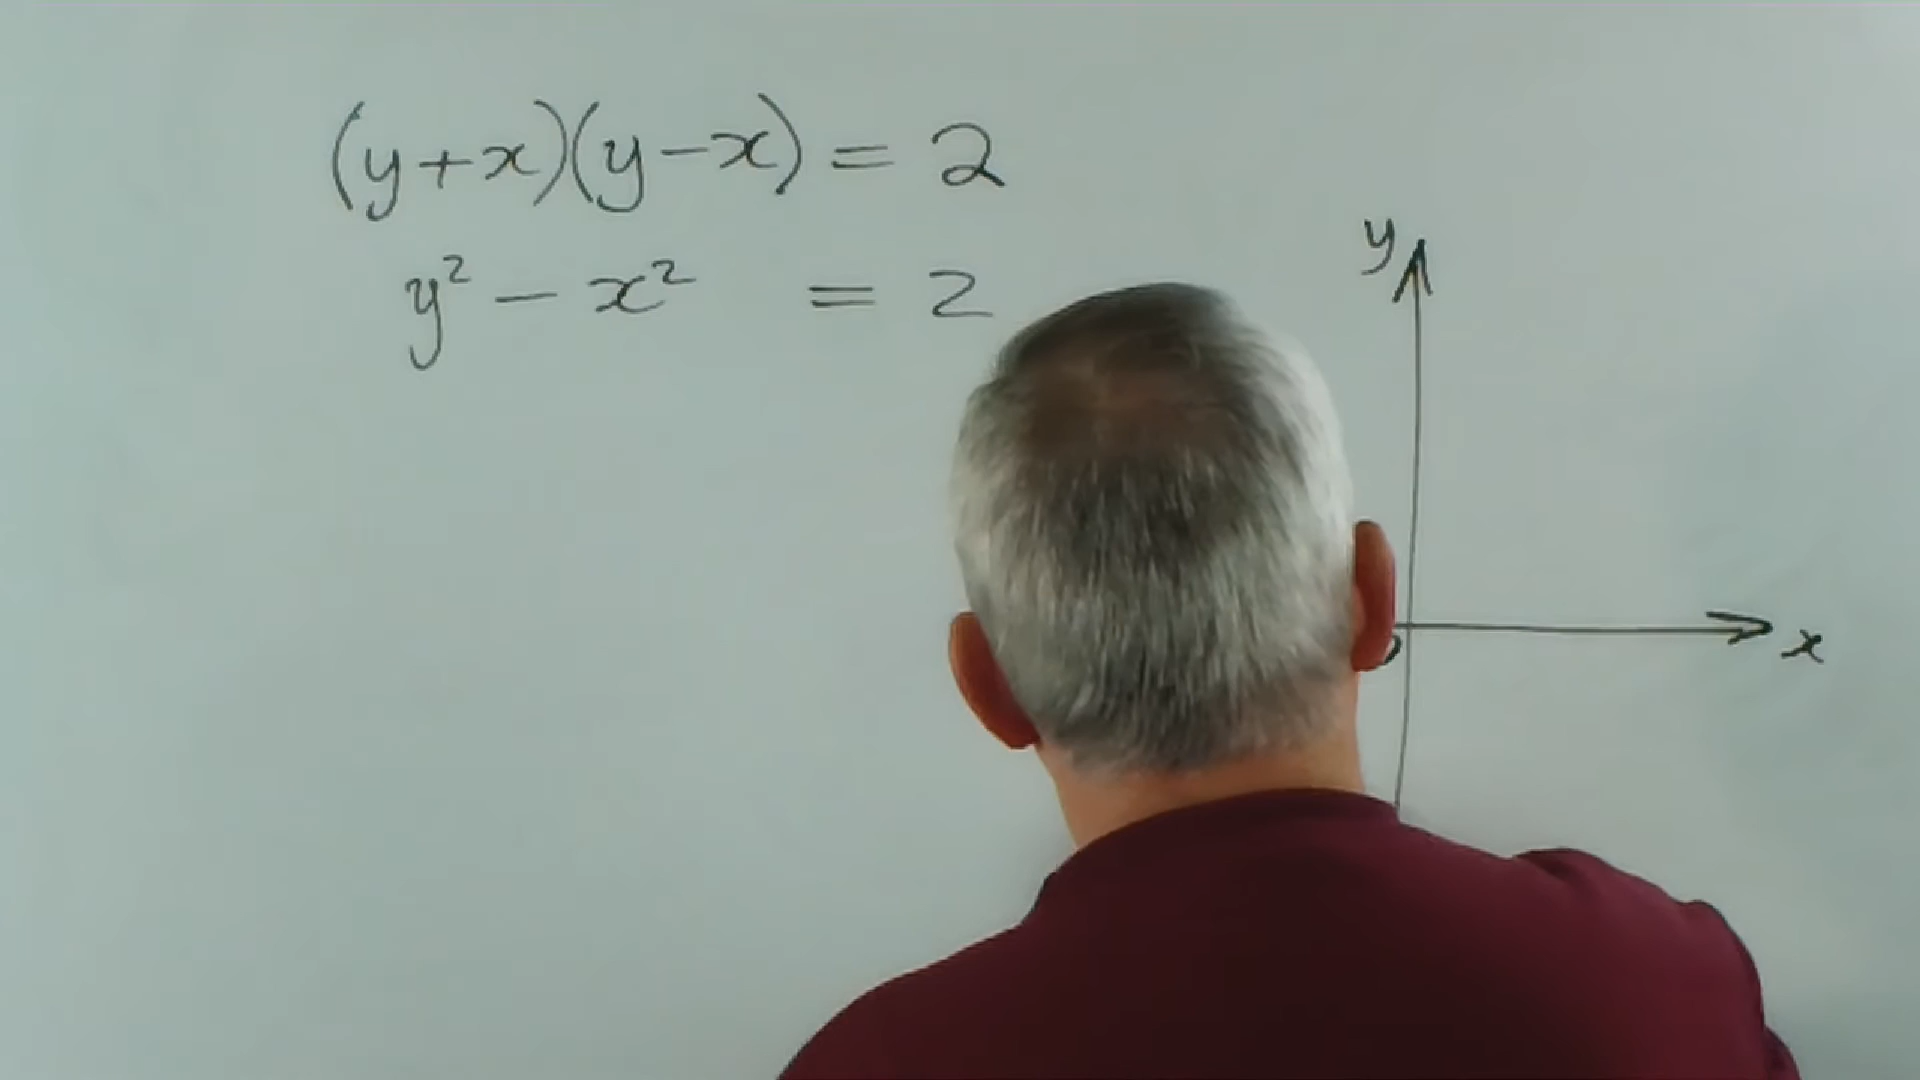 (y+x)(y-x) = 2
y² - x² = 2
y
x